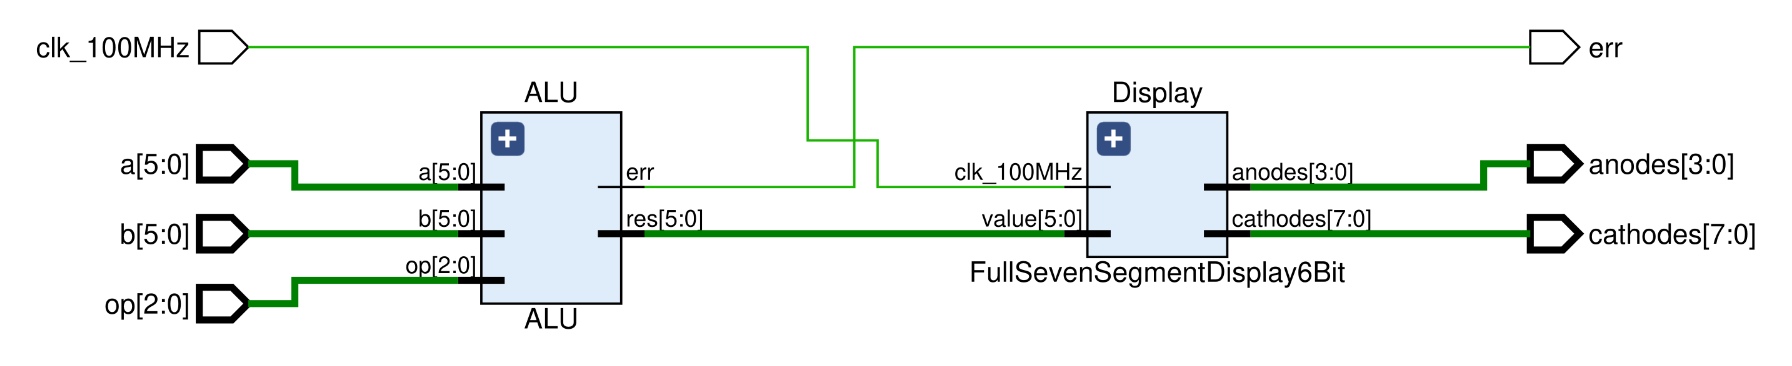 clk_100MHz
err
ALU
Display
a[5:0]
a[5:0]
err
clk_100MHz
anodes[3:0]
anodes[3:0]
b[5:0]
b[5:0]
res[5:0]
value[5:0]
cathodes[7:0]
cathodes[7:0]
op[2:0]
op[2:0]
FullSevenSegmentDisplay6Bit
ALU